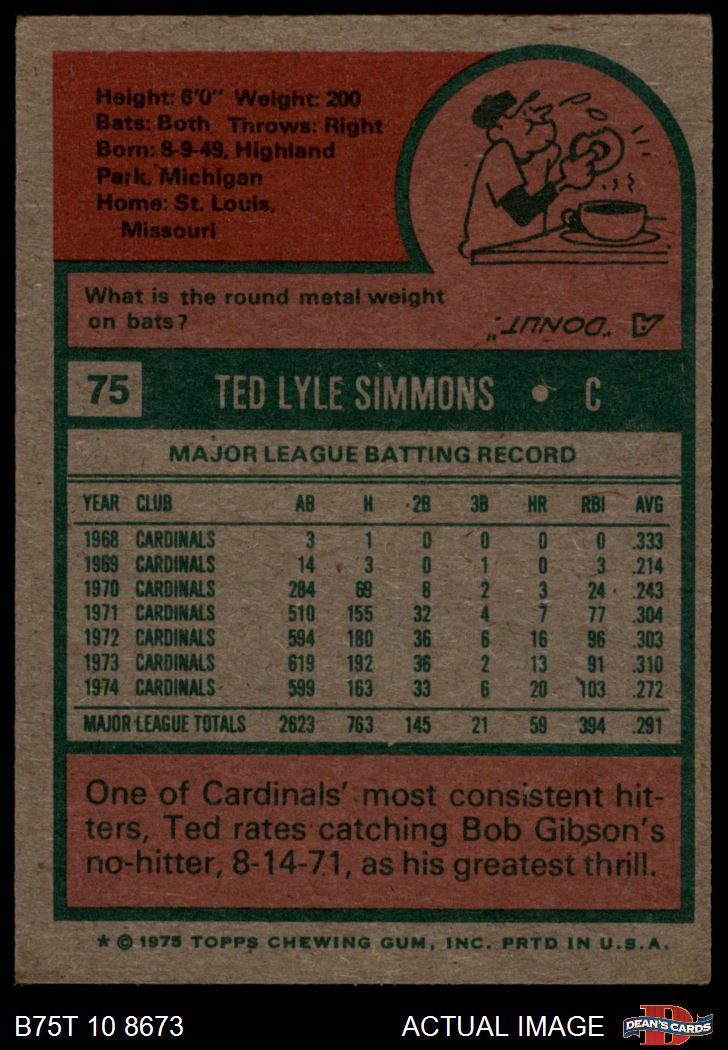 Height: 6'0" Weight: 200
Bats: Both Throws: Right
Born: 8-9-49, Highland
Park, Michigan
Home: St. Louis,
Missouri
What is the round metal weight
on bats?
A "DONUT."
75 TED LYLE SIMMONS • C
MAJOR LEAGUE BATTING RECORD
YEAR CLUB AB H 2B 3B HR RBI AVG
1968 CARDINALS 3 1 0 0 0 0 .333
1969 CARDINALS 14 3 0 1 0 3 .214
1970 CARDINALS 284 69 8 2 3 24 .243
1971 CARDINALS 510 155 32 4 7 77 .304
1972 CARDINALS 594 180 36 6 16 96 .303
1973 CARDINALS 619 192 36 2 13 91 .310
1974 CARDINALS 599 163 33 6 20 103 .272
MAJOR LEAGUE TOTALS 2623 763 145 21 59 394 .291
One of Cardinals' most consistent hit-
ters, Ted rates catching Bob Gibson's
no-hitter, 8-14-71, as his greatest thrill.
* © 1975 TOPPS CHEWING GUM, INC. PRTD IN U.S.A.
B75T 10 8673 ACTUAL IMAGE D DEAN'S CARDS